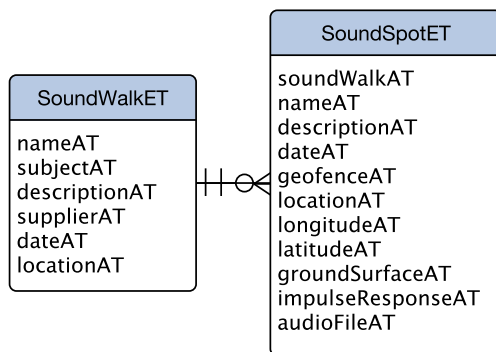 SoundWalkET
nameAT
subjectAT
descriptionAT
supplierAT
dateAT
locationAT
SoundSpotET
soundWalkAT
nameAT
descriptionAT
dateAT
geofenceAT
locationAT
longitudeAT
latitudeAT
groundSurfaceAT
impulseResponseAT
audioFileAT